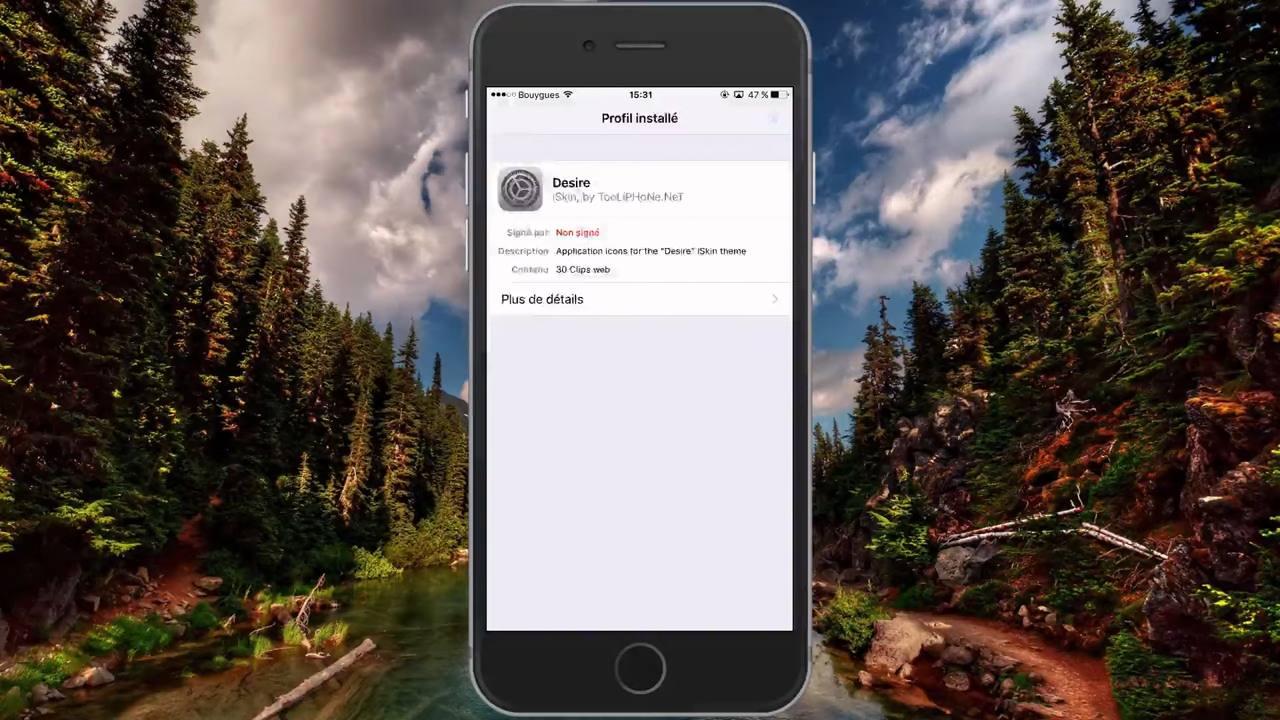 Bouygues 15:31 47 %
Profil installé
Desire
iSkin, by TooLiPHoNe.NeT
Signé par Non signé
Description Application icons for the "Desire" iSkin theme
Contenu 30 Clips web
Plus de détails